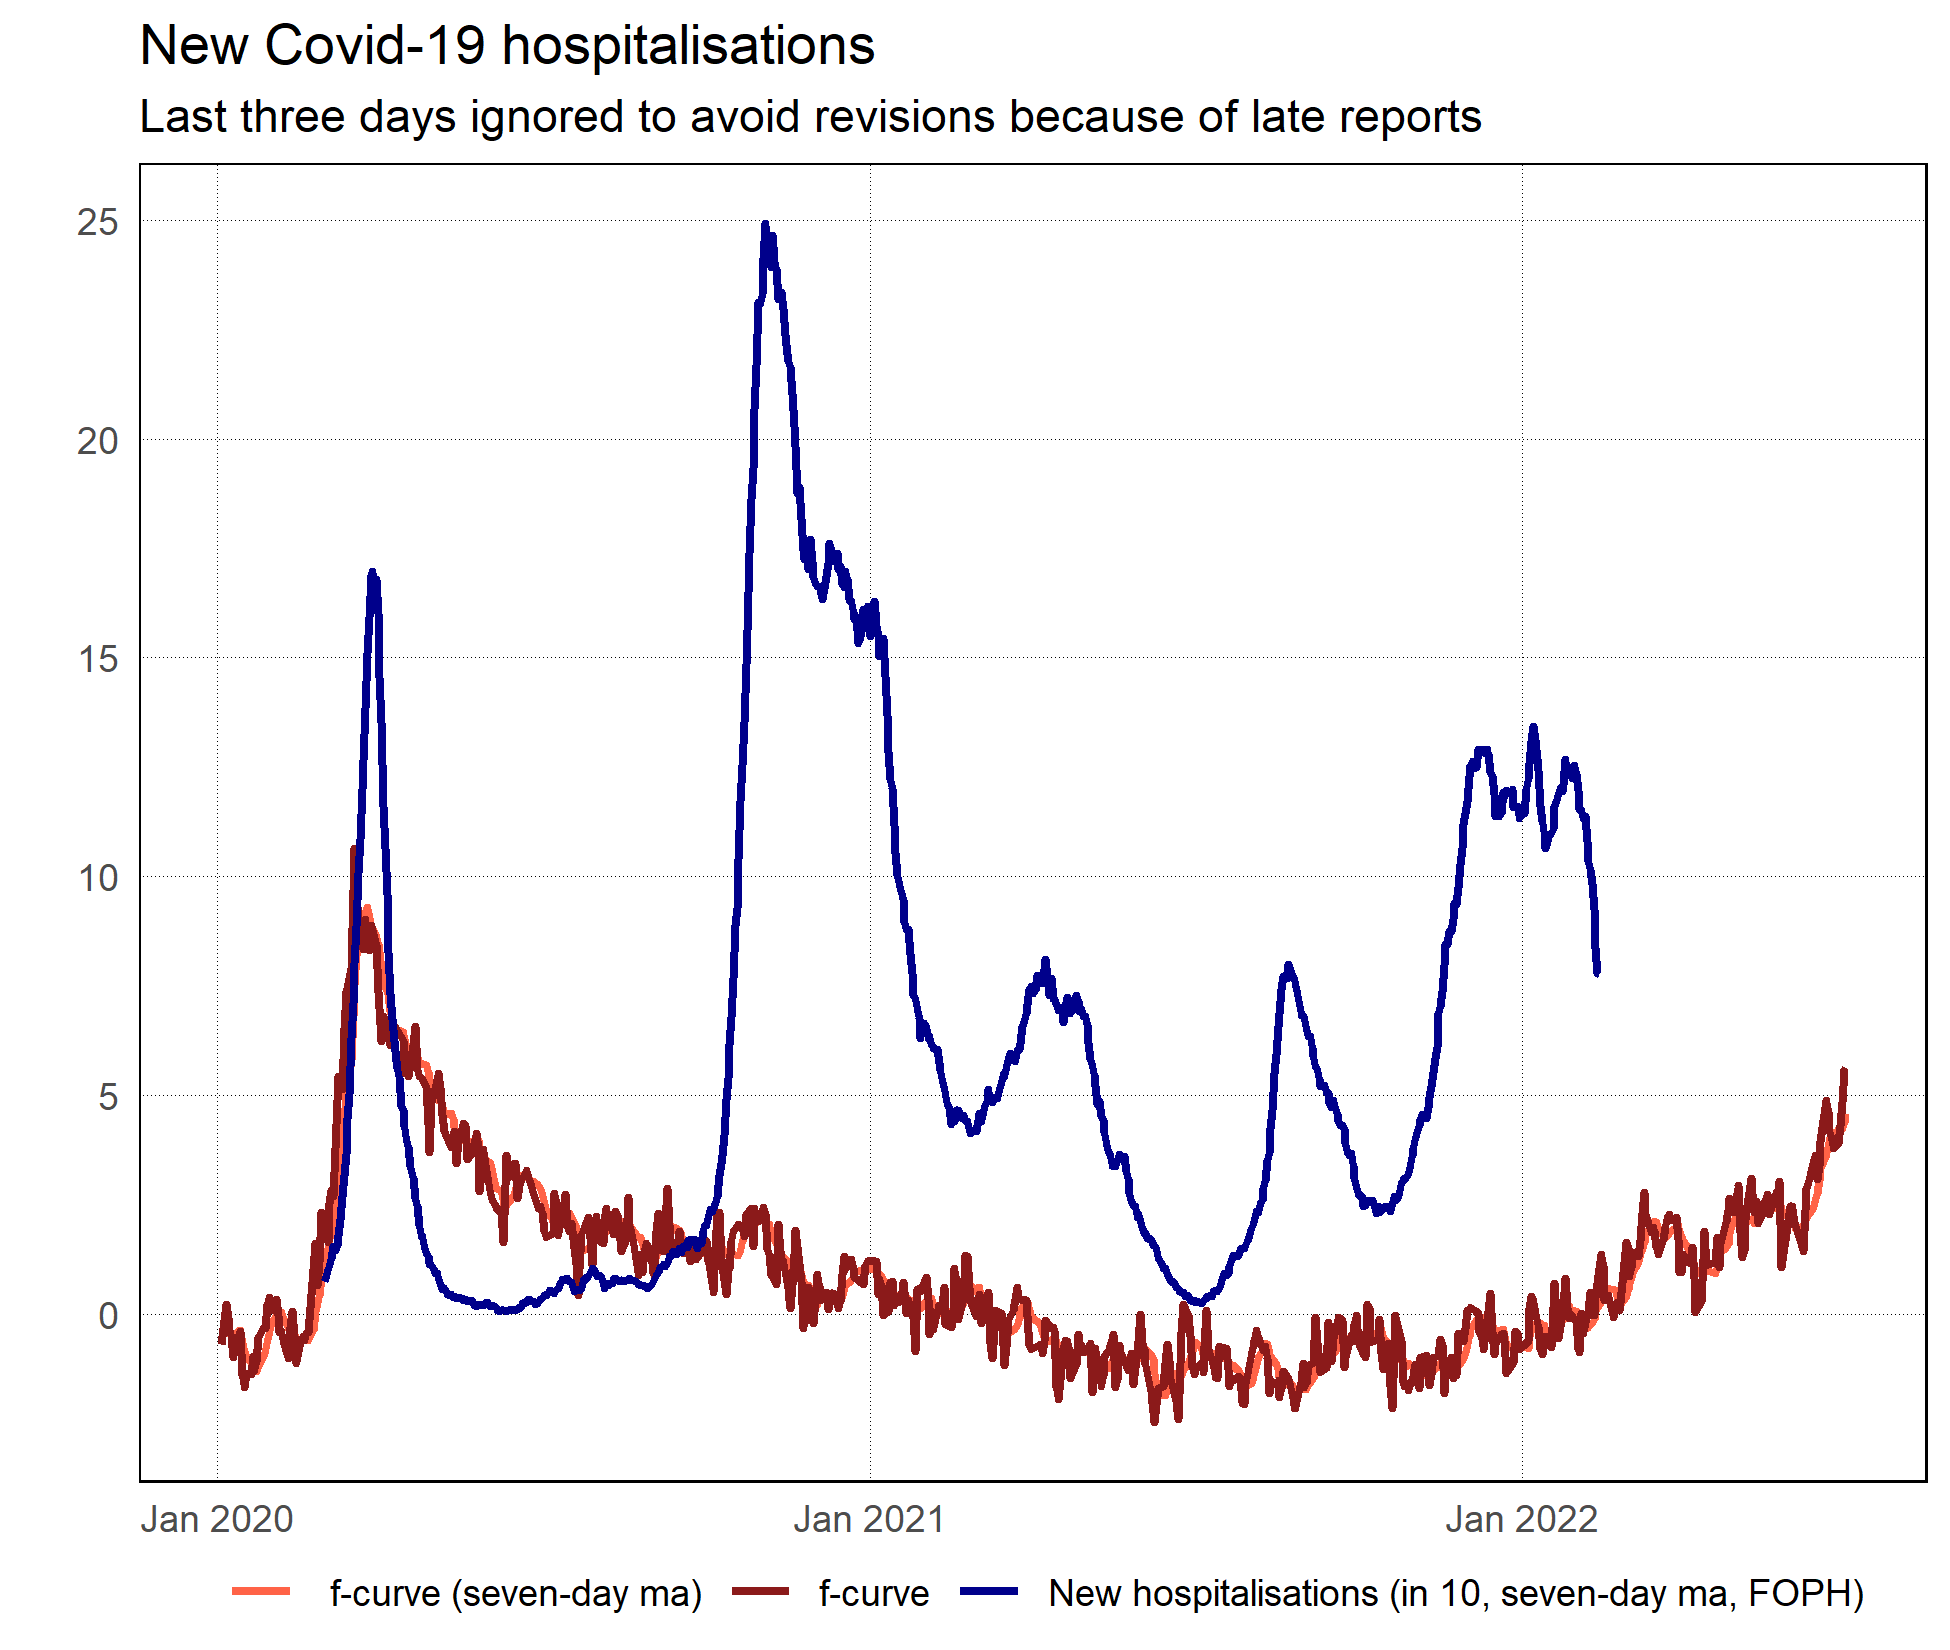 New Covid-19 hospitalisations
Last three days ignored to avoid revisions because of late reports
25
20
15
10
5
0
Jan 2020 Jan 2021 Jan 2022
f-curve (seven-day ma) f-curve New hospitalisations (in 10, seven-day ma, FOPH)